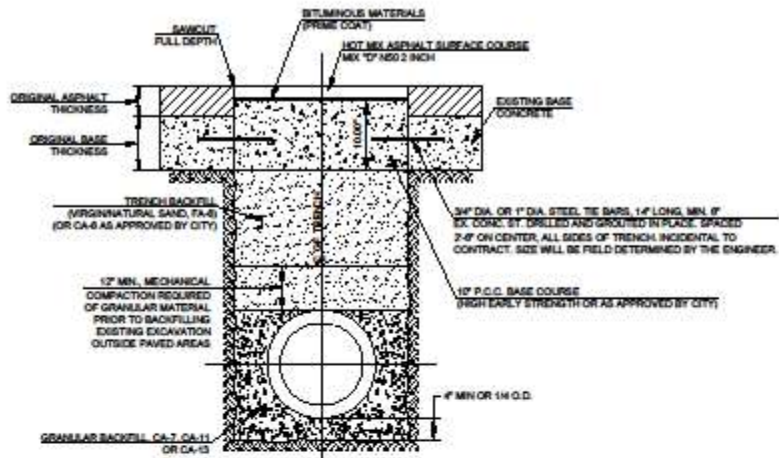 BITUMINOUS MATERIALS
(PRIME COAT)
SAWCUT
FULL DEPTH
HOT MIX ASPHALT SURFACE COURSE
MIX "D" N50 2 INCH
ORIGINAL ASPHALT
THICKNESS
EXISTING BASE
CONCRETE
ORIGINAL BASE
THICKNESS
10.00"
TRENCH BACKFILL
(VIRGIN/NATURAL SAND, FA-6)
(OR CA-6 AS APPROVED BY CITY)
OF TRENCH
3/4" DIA. OR 1" DIA. STEEL TIE BARS, 14" LONG, MIN. 6"
EX. CONC. ST. DRILLED AND GROUTED IN PLACE. SPACED
2'-6" ON CENTER, ALL SIDES OF TRENCH. INCIDENTAL TO
CONTRACT. SIZE WILL BE FIELD DETERMINED BY THE ENGINEER.
12" MIN., MECHANICAL
COMPACTION REQUIRED
OF GRANULAR MATERIAL
PRIOR TO BACKFILLING
EXISTING EXCAVATION
OUTSIDE PAVED AREAS
10" P.C.C. BASE COURSE
(HIGH EARLY STRENGTH OR AS APPROVED BY CITY)
4" MIN OR 1/4 O.D.
GRANULAR BACKFILL, CA-7, CA-11
OR CA-13